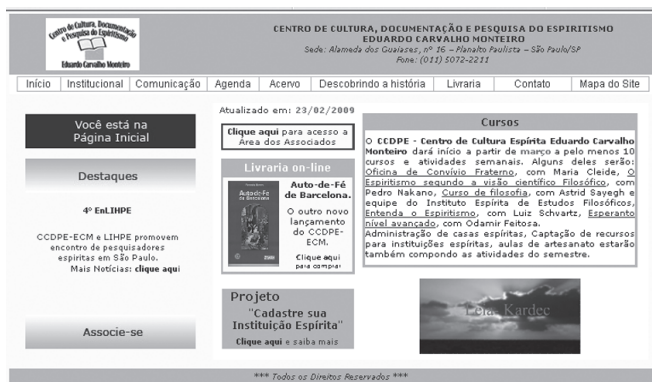 Centro de Cultura, Documentação
e Pesquisa do Espiritismo
Eduardo Carvalho Monteiro
CENTRO DE CULTURA, DOCUMENTAÇÃO E PESQUISA DO ESPIRITISMO
EDUARDO CARVALHO MONTEIRO
Sede: Alameda dos Guaiases, nº 16 – Planalto Paulista – São Paulo/SP
Fone: (011) 5072-2211
Início Institucional Comunicação Agenda Acervo Descobrindo a história Livraria Contato Mapa do Site
Você está na
Página Inicial
Destaques
4º EnLIHPE
CCDPE-ECM e LIHPE promovem
encontro de pesquisadores
espiritas em São Paulo.
Mais Notícias: clique aqui
Associe-se
Atualizado em: 23/02/2009
Clique aqui para acesso a
Area dos Associados
Livraria on-line
Auto-de-Fé
de Barcelona.
O outro novo
lançamento
do CCDPE-
ECM.
Clique aqui
para comprar
Projeto
"Cadastre sua
Instituição Espírita"
Clique aqui e saiba mais
Cursos
O CCDPE - Centro de Cultura Espírita Eduardo Carvalho
Monteiro dará início a partir de março a pelo menos 10
cursos e atividades semanais. Alguns deles serão:
Oficina de Convívio Fraterno, com Maria Cleide, O
Espiritismo segundo a visão científico Filosófico, com
Pedro Nakano, Curso de filosofia, com Astrid Sayegh e
equipe do Instituto Espírita de Estudos Filosóficos,
Entenda o Espiritismo, com Luiz Schvartz, Esperanto
nível avançado, com Odamir Feitosa.
Administração de casas espíritas, Captação de recursos
para instituições espíritas, aulas de artesanato estarão
também compondo as atividades do semestre.
Leia Kardec
*** Todos os Direitos Reservados ***